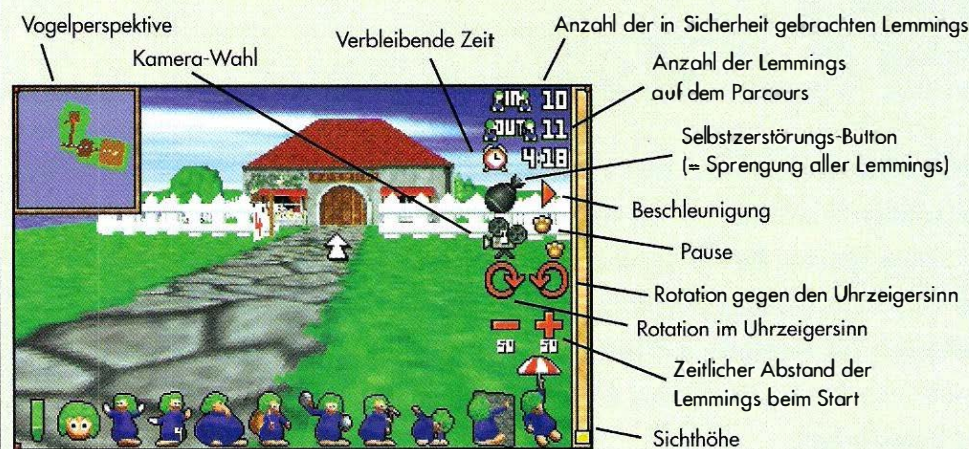 Vogelperspektive
Kamera-Wahl
Verbleibende Zeit
Anzahl der in Sicherheit gebrachten Lemmings
Anzahl der Lemmings
auf dem Parcours
Selbstzerstörungs-Button
(= Sprengung aller Lemmings)
Beschleunigung
Pause
Rotation gegen den Uhrzeigersinn
Rotation im Uhrzeigersinn
Zeitlicher Abstand der
Lemmings beim Start
Sichthöhe
IN 10
OUT 11
4·18
50 50
4